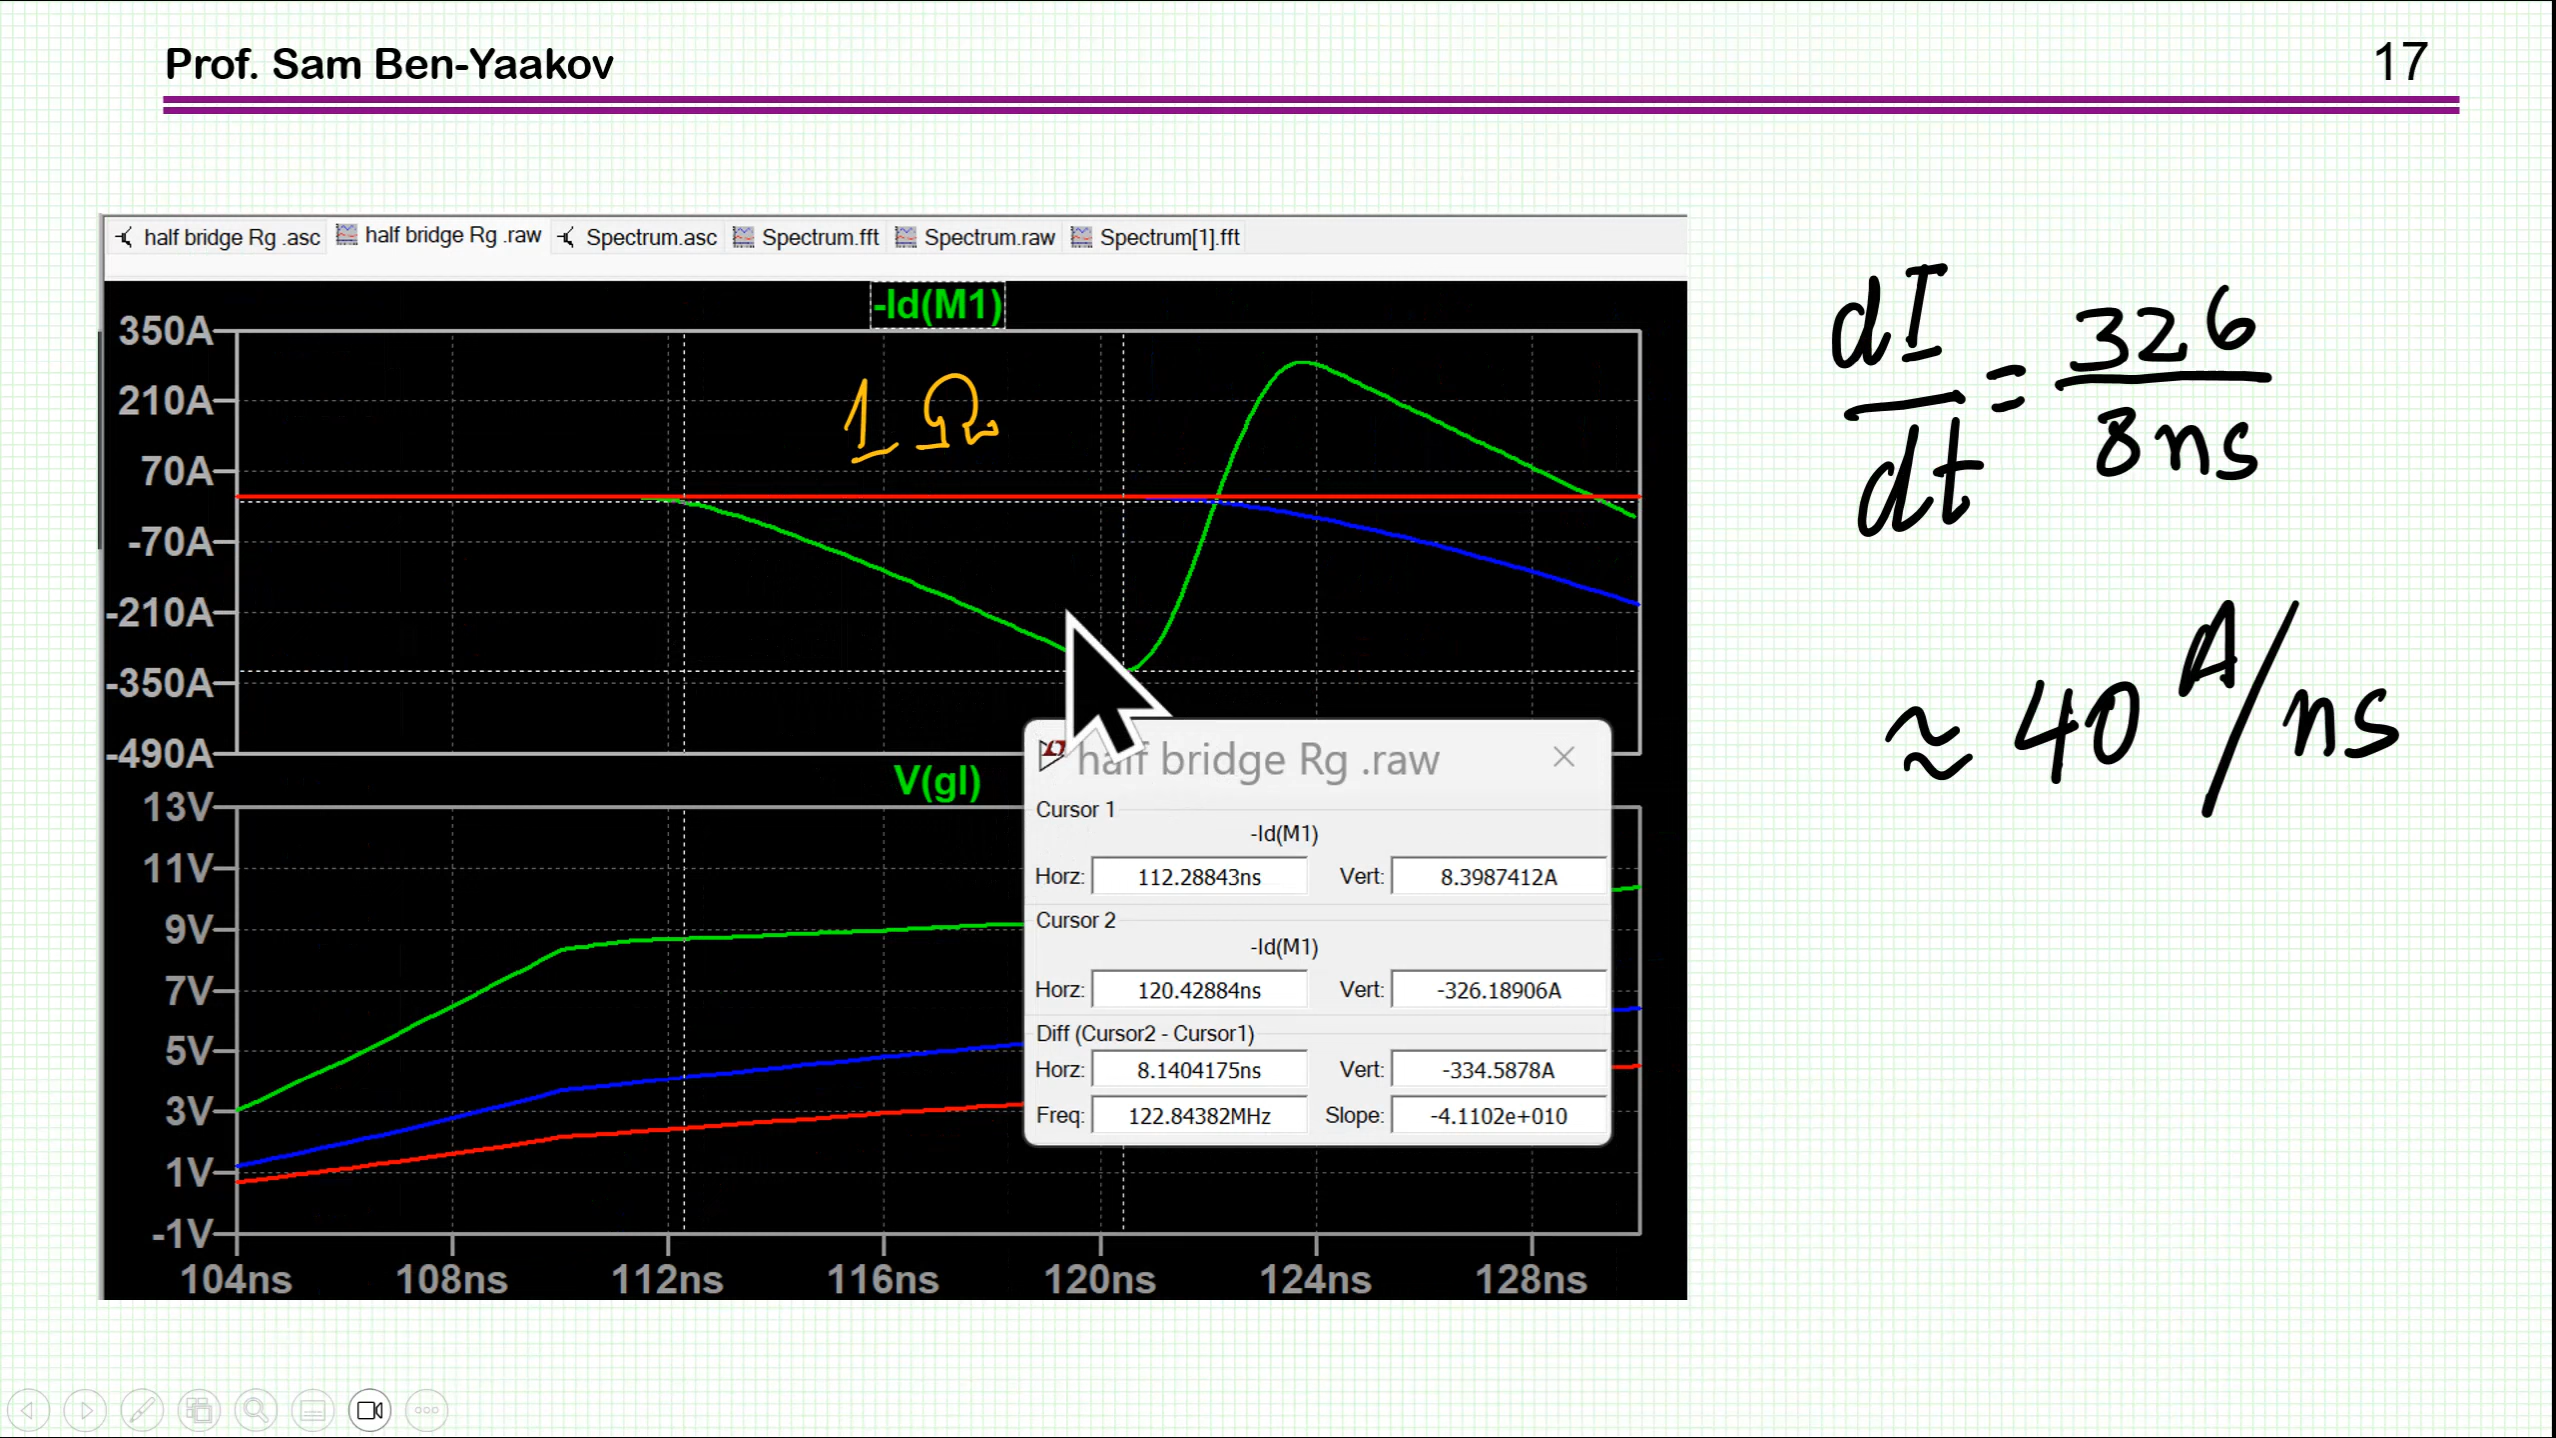 Prof. Sam Ben-Yaakov
17
half bridge Rg .asc
half bridge Rg .raw
Spectrum.asc
Spectrum.fft
Spectrum.raw
Spectrum[1].fft
-Id(M1)
350A
210A
70A
-70A
-210A
-350A
-490A
1 Ω
dI/dt = 326/8ns
≈ 40 A/ns
V(gl)
13V
11V
9V
7V
5V
3V
1V
-1V
104ns 108ns 112ns 116ns 120ns 124ns 128ns
half bridge Rg .raw
Cursor 1
-Id(M1)
Horz: 112.28843ns Vert: 8.3987412A
Cursor 2
-Id(M1)
Horz: 120.42884ns Vert: -326.18906A
Diff (Cursor2 - Cursor1)
Horz: 8.1404175ns Vert: -334.5878A
Freq: 122.84382MHz Slope: -4.1102e+010